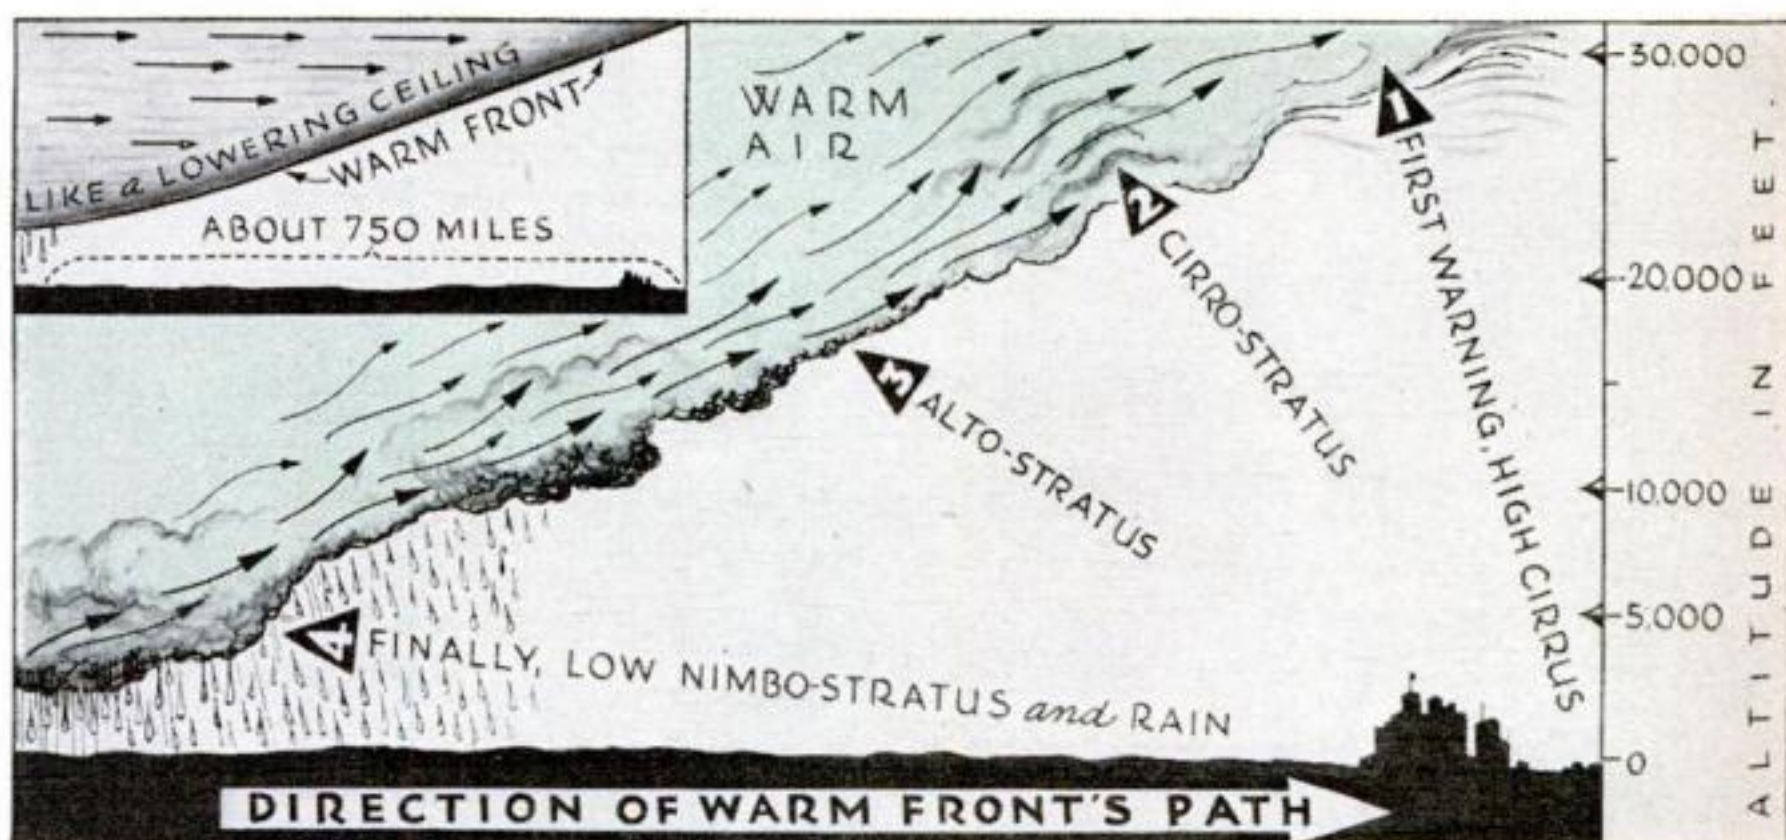 LIKE a LOWERING CEILING
WARM FRONT
ABOUT 750 MILES
WARM
AIR
1 FIRST WARNING, HIGH CIRRUS
2 CIRRO-STRATUS
3 ALTO-STRATUS
4 FINALLY, LOW NIMBO-STRATUS and RAIN
DIRECTION OF WARM FRONT'S PATH
30.000
20.000
10.000
5.000
0
ALTITUDE IN FEET.